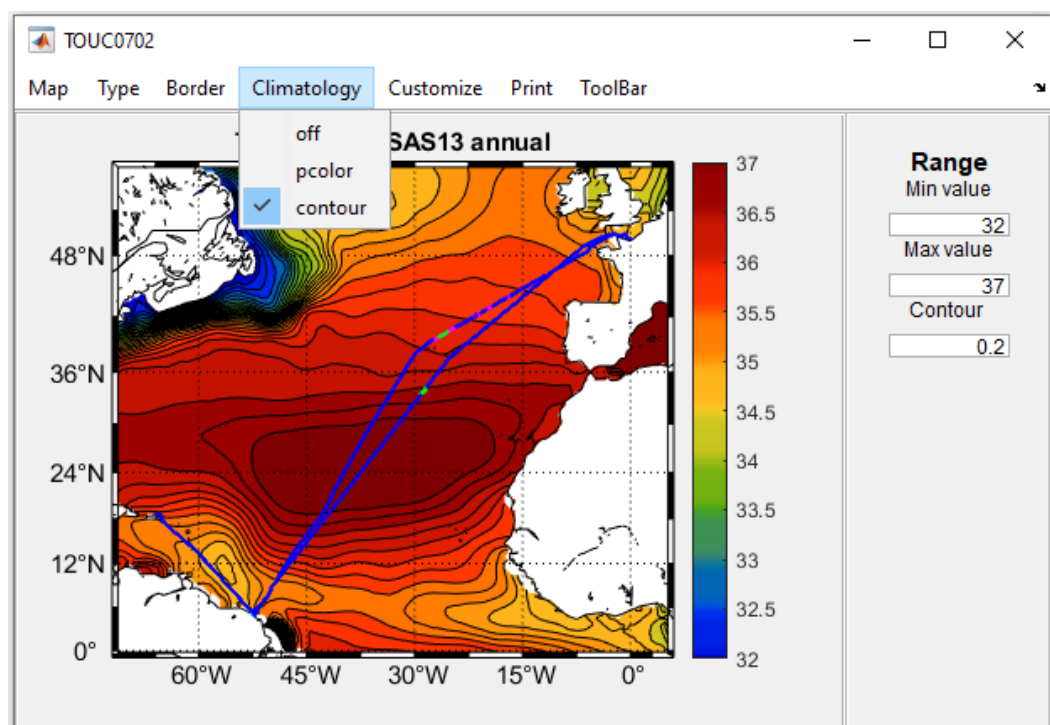 TOUC0702
Map Type Border Climatology Customize Print ToolBar
off
pcolor
contour
SAS13 annual
48°N
36°N
24°N
12°N
0°
60°W 45°W 30°W 15°W 0°
37
36.5
36
35.5
35
34.5
34
33.5
33
32.5
32
Range
Min value
32
Max value
37
Contour
0.2